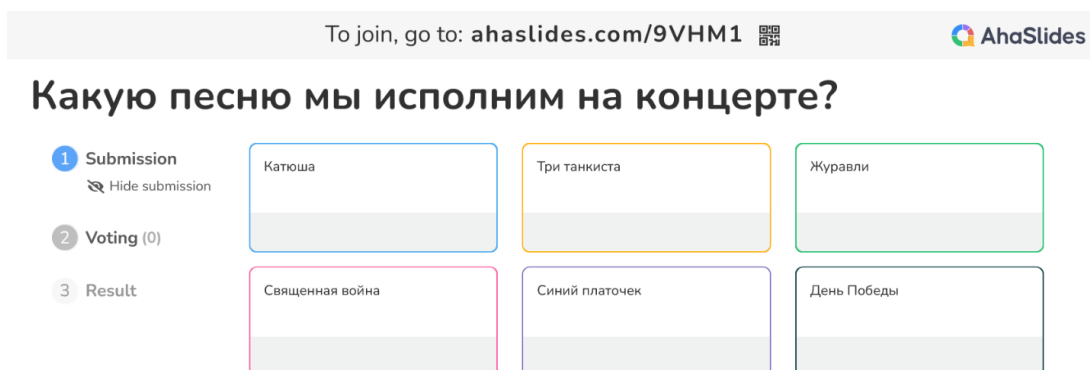 To join, go to: ahaslides.com/9VHM1
AhaSlides
Какую песню мы исполним на концерте?
1 Submission
Hide submission
2 Voting (0)
3 Result
Катюша
Три танкиста
Журавли
Священная война
Синий платочек
День Победы